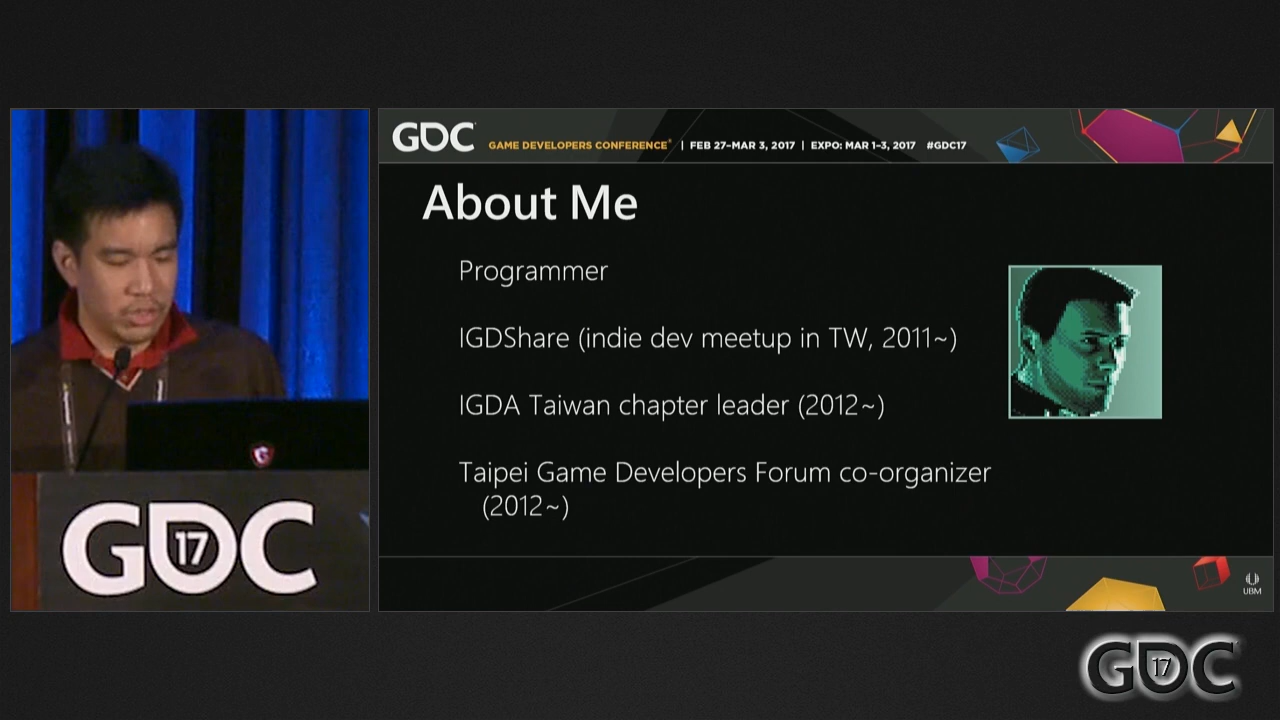 GDC
17
GDC GAME DEVELOPERS CONFERENCE® | FEB 27–MAR 3, 2017 | EXPO: MAR 1–3, 2017 #GDC17
About Me
Programmer
IGDShare (indie dev meetup in TW, 2011~)
IGDA Taiwan chapter leader (2012~)
Taipei Game Developers Forum co-organizer
(2012~)
UBM
GDC
17